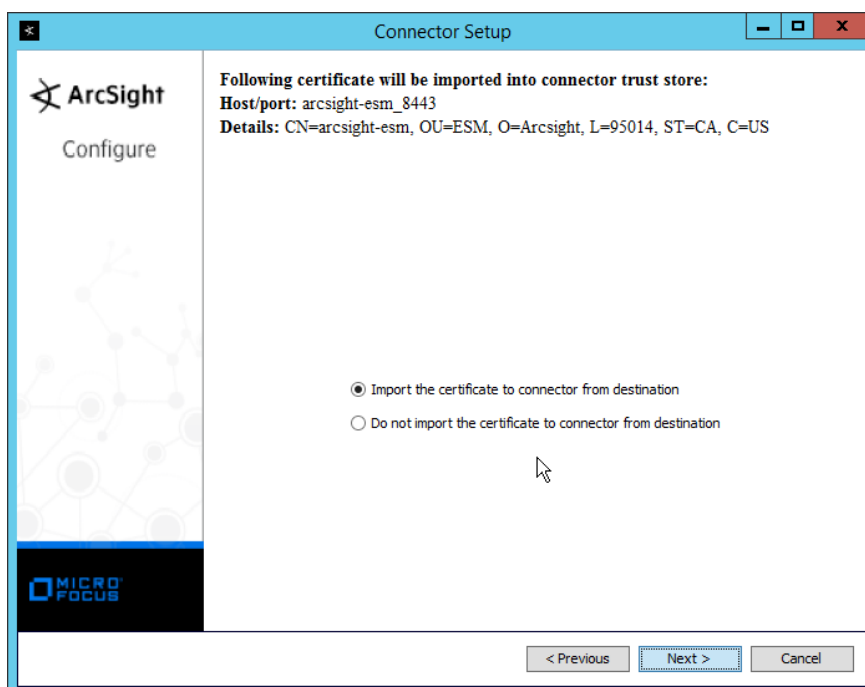 Connector Setup
ArcSight
Configure
Following certificate will be imported into connector trust store:
Host/port: arcsight-esm_8443
Details: CN=arcsight-esm, OU=ESM, O=Arcsight, L=95014, ST=CA, C=US
Import the certificate to connector from destination
Do not import the certificate to connector from destination
MICRO
FOCUS
< Previous
Next >
Cancel